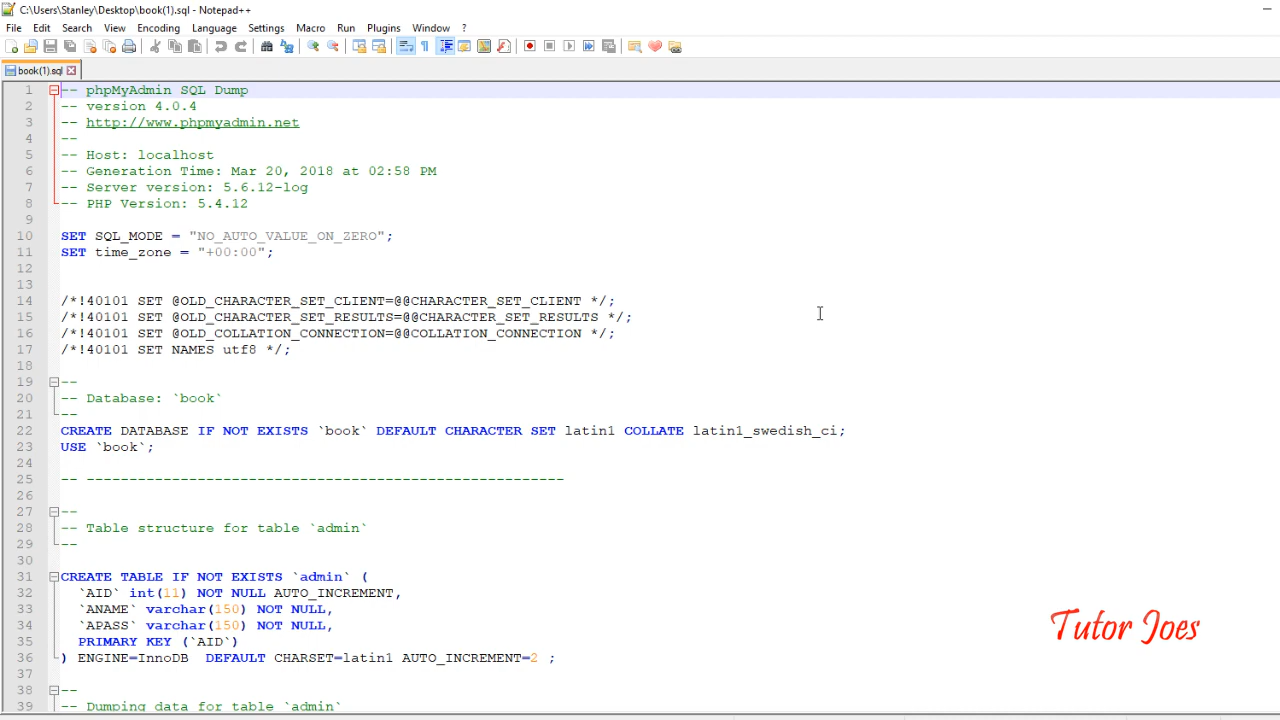 C:\Users\Stanley\Desktop\book(1).sql - Notepad++
File Edit Search View Encoding Language Settings Macro Run Plugins Window ?
book(1).sql
1 -- phpMyAdmin SQL Dump
2 -- version 4.0.4
3 -- http://www.phpmyadmin.net
4 --
5 -- Host: localhost
6 -- Generation Time: Mar 20, 2018 at 02:58 PM
7 -- Server version: 5.6.12-log
8 -- PHP Version: 5.4.12
9
10 SET SQL_MODE = "NO_AUTO_VALUE_ON_ZERO";
11 SET time_zone = "+00:00";
12
13
14 /*!40101 SET @OLD_CHARACTER_SET_CLIENT=@@CHARACTER_SET_CLIENT */;
15 /*!40101 SET @OLD_CHARACTER_SET_RESULTS=@@CHARACTER_SET_RESULTS */;
16 /*!40101 SET @OLD_COLLATION_CONNECTION=@@COLLATION_CONNECTION */;
17 /*!40101 SET NAMES utf8 */;
18
19 --
20 -- Database: `book`
21 --
22 CREATE DATABASE IF NOT EXISTS `book` DEFAULT CHARACTER SET latin1 COLLATE latin1_swedish_ci;
23 USE `book`;
24
25 -- --------------------------------------------------------
26
27 --
28 -- Table structure for table `admin`
29 --
30
31 CREATE TABLE IF NOT EXISTS `admin` (
32 `AID` int(11) NOT NULL AUTO_INCREMENT,
33 `ANAME` varchar(150) NOT NULL,
34 `APASS` varchar(150) NOT NULL,
35 PRIMARY KEY (`AID`)
36 ) ENGINE=InnoDB  DEFAULT CHARSET=latin1 AUTO_INCREMENT=2 ;
37
38 --
39 -- Dumping data for table `admin`
Tutor Joes